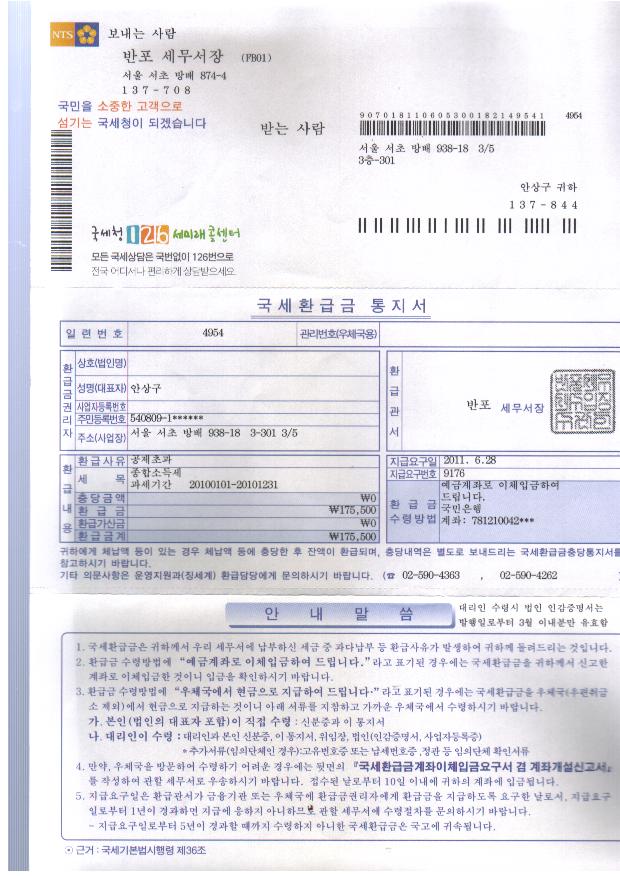 NTS 보내는 사람
반포 세무서장 (FB01)
서울 서초 방배 874-4
137-708
국민을 소중한 고객으로
섬기는 국세청이 되겠습니다
받는 사람
9070181106053001821495​41 4954
서울 서초 방배 938-18 3/5
3층-301
안상구 귀하
137-844
국세청 126 세미래 콜센터
모든 국세상담은 국번없이 126번으로
전국 어디서나 편리하게 상담받으세요.
국세환급금 통지서
일련번호 4954 관리번호(우체국용)
환급금권리자
상호(법인명)
성명(대표자) 안상구
사업자등록번호
주민등록번호 540809-1******
주소(사업장) 서울 서초 방배 938-18 3-301 3/5
환급관서 반포 세무서장
환급내용
환급사유 공제초과
세목 종합소득세
과세기간 20100101-20101231
충당금액 ₩0
환급금 ₩175,500
환급가산금 ₩0
환급금계 ₩175,500
지급요구일 2011. 6.28
지급요구번호 9176
환급금 수령방법
예금계좌로 이체입금하여
드립니다.
국민은행
계좌: 781210042***
귀하에게 체납액 등이 있는 경우 체납액 등에 충당한 후 잔액이 환급되며, 충당내역은 별도로 보내드리는 국세환급금충당통지서를
참고하시기 바랍니다.
기타 의문사항은 운영지원과(징세계) 환급담당에게 문의하시기 바랍니다. (☎ 02-590-4363 , 02-590-4262 )
안내말씀
대리인 수령시 법인 인감증명서는
발행일로부터 3월 이내분만 유효함
1. 국세환급금은 귀하께서 우리 세무서에 납부하신 세금 중 과다납부 등 환급사유가 발생하여 귀하께 돌려드리는 것입니다.
2. 환급금 수령방법에 “예금계좌로 이체입금하여 드립니다.”라고 표기된 경우에는 국세환급금을 귀하께서 신고한
계좌로 이체입금한 것이니 입금을 확인하시기 바랍니다.
3. 환급금 수령방법에 “우체국에서 현금으로 지급하여 드립니다.”라고 표기된 경우에는 국세환급금을 우체국(우편취급
소 제외)에서 현금으로 지급하는 것이니 아래 서류를 지참하고 가까운 우체국에서 수령하시기 바랍니다.
가. 본인(법인의 대표자 포함)이 직접 수령 : 신분증과 이 통지서
나. 대리인이 수령 : 대리인과 본인 신분증, 이 통지서, 위임장, 법인(인감증명서, 사업자등록증)
*추가서류(임의단체인 경우):고유번호증 또는 납세번호증, 정관 등 임의단체 확인서류
4. 만약, 우체국을 방문하여 수령하기 어려운 경우에는 뒷면의 『국세환급금계좌이체입금요구서 겸 계좌개설신고서』
를 작성하여 관할 세무서로 우송하시기 바랍니다. 접수된 날로부터 10일 이내에 귀하의 계좌에 입금됩니다.
5. 지급요구일은 환급관서가 금융기관 또는 우체국에 환급금권리자에게 환급금을 지급하도록 요구한 날로서, 지급요구
일로부터 1년이 경과하면 지급에 응하지 아니하므로 관할 세무서에 수령절차를 문의하시기 바랍니다.
- 지급요구일로부터 5년이 경과할 때까지 수령하지 아니한 국세환급금은 국고에 귀속됩니다.
⊙ 근거 : 국세기본법시행령 제36조